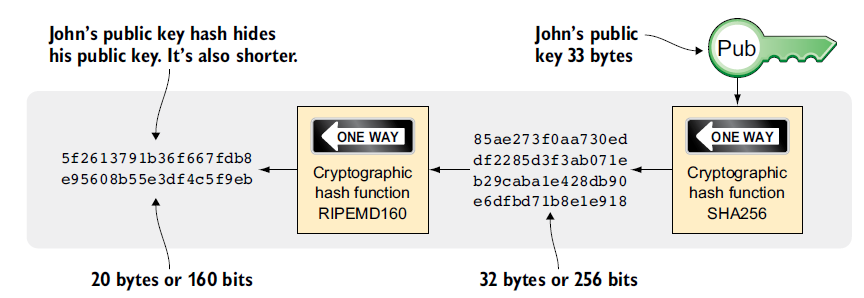 John's public key hash hides
his public key. It's also shorter.
John's public
key 33 bytes
Pub
ONE WAY
Cryptographic
hash function
SHA256
85ae273f0aa730ed
df2285d3f3ab071e
b29caba1e428db90
e6dfbd71b8e1e918
32 bytes or 256 bits
ONE WAY
Cryptographic
hash function
RIPEMD160
5f2613791b36f667fdb8
e95608b55e3df4c5f9eb
20 bytes or 160 bits